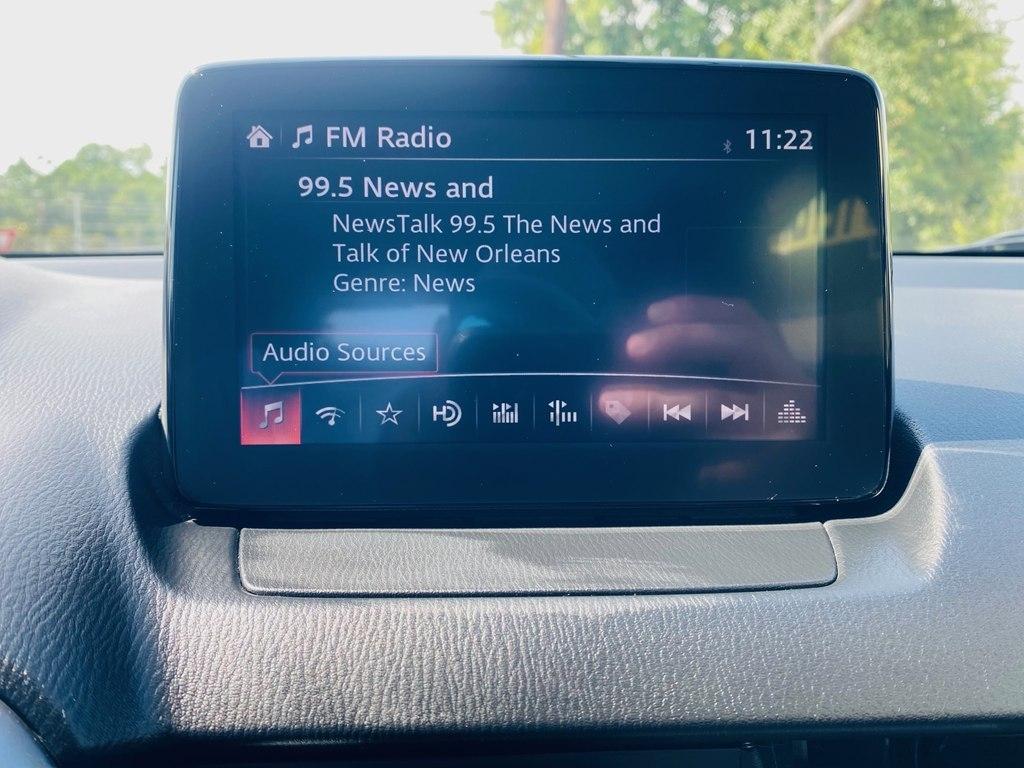 FM Radio
11:22
99.5 News and
NewsTalk 99.5 The News and
Talk of New Orleans
Genre: News
Audio Sources
HD